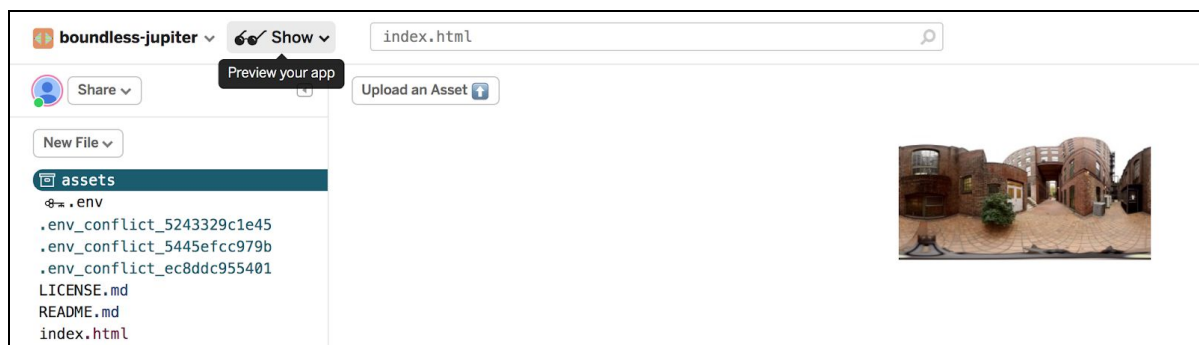 boundless-jupiter Show index.html
Preview your app
Share Upload an Asset
New File
assets
.env
.env_conflict_5243329c1e45
.env_conflict_5445efcc979b
.env_conflict_ec8ddc955401
LICENSE.md
README.md
index.html